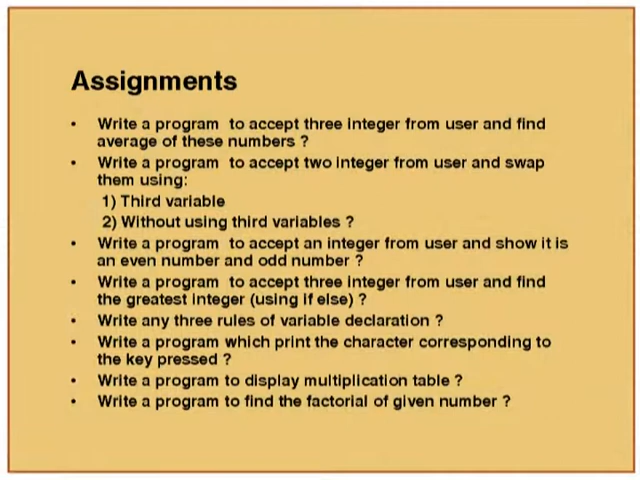 Assignments
• Write a program to accept three integer from user and find
average of these numbers ?
• Write a program to accept two integer from user and swap
them using:
1) Third variable
2) Without using third variables ?
• Write a program to accept an integer from user and show it is
an even number and odd number ?
• Write a program to accept three integer from user and find
the greatest integer (using if else) ?
• Write any three rules of variable declaration ?
• Write a program which print the character corresponding to
the key pressed ?
• Write a program to display multiplication table ?
• Write a program to find the factorial of given number ?